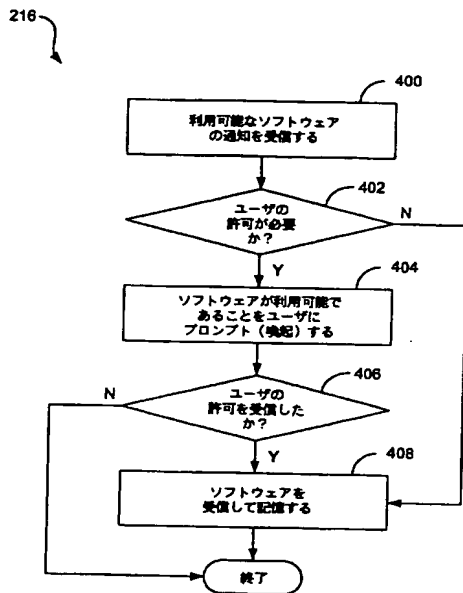 216
400
利用可能なソフトウェア
の通知を受信する
402
ユーザの
許可が必要
か？
N
Y
404
ソフトウェアが利用可能で
あることをユーザに
プロンプト（喚起）する
406
N
ユーザの
許可を受信した
か？
Y
408
ソフトウェアを
受信して記憶する
終了